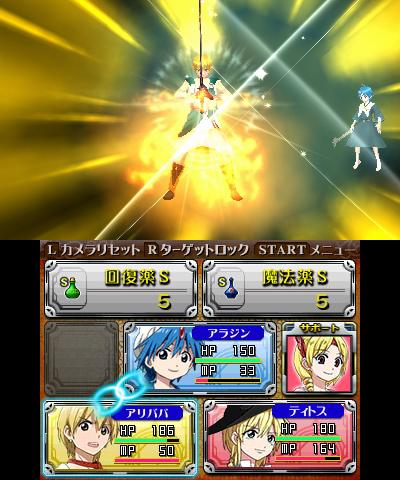 L カメラリセット R ターゲットロック START メニュー
S 回復薬S S 魔法薬S
5 5
アラジン サポート
HP 150
MP 33
アリババ ティトス
HP 186 HP 180
MP 50 MP 164